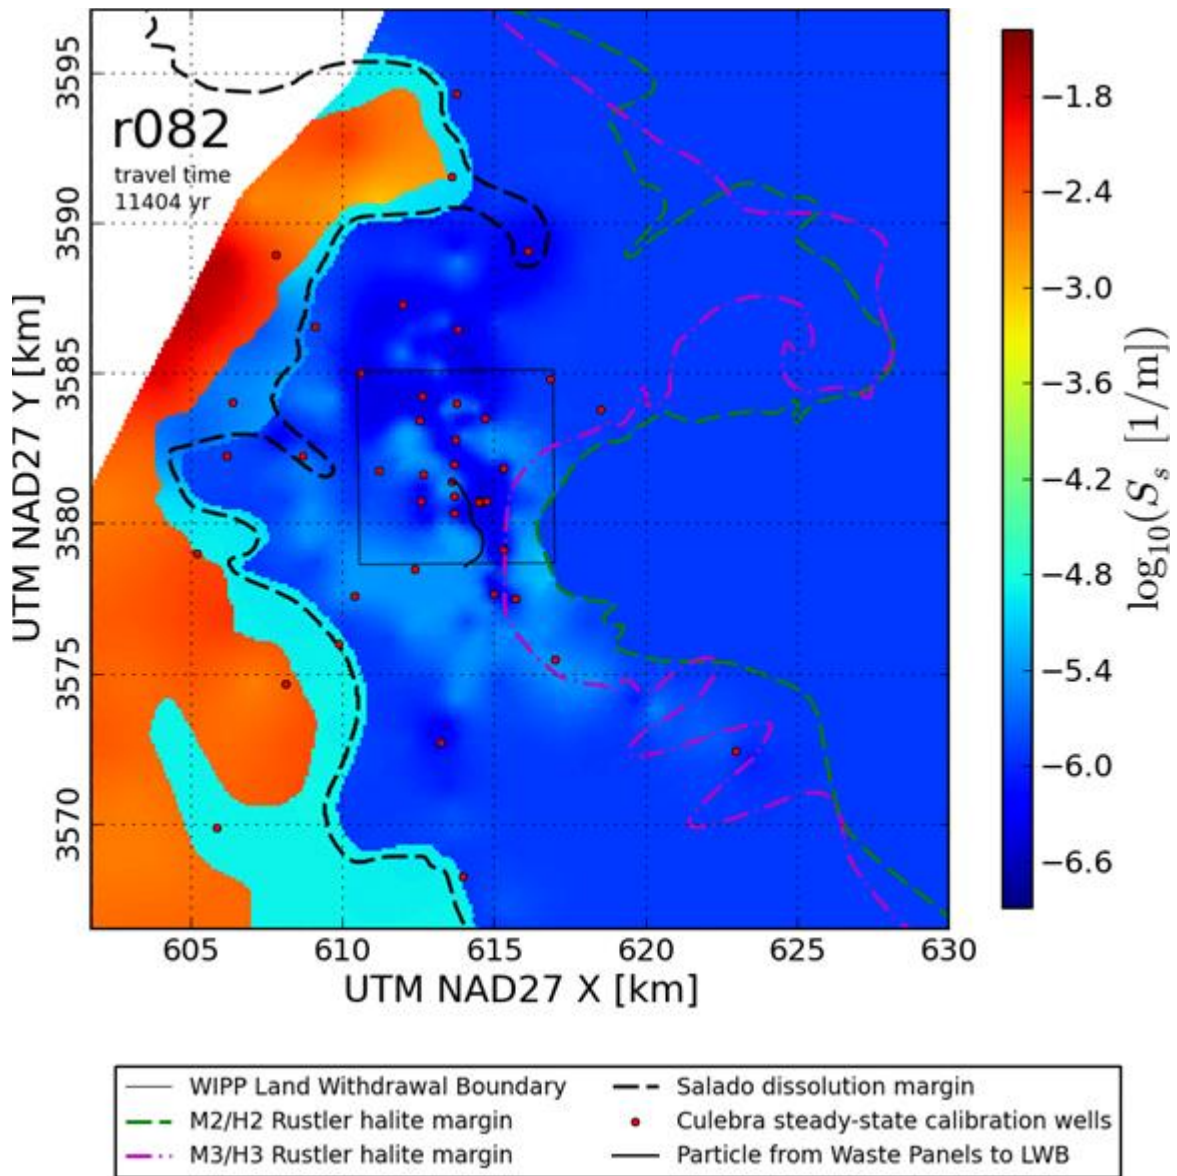 r082
travel time
11404 yr
3595
3590
3585
3580
3575
3570
UTM NAD27 Y [km]
605 610 615 620 625 630
UTM NAD27 X [km]
−1.8
−2.4
−3.0
−3.6
−4.2
−4.8
−5.4
−6.0
−6.6
log₁₀(Sₛ [1/m])
WIPP Land Withdrawal Boundary
M2/H2 Rustler halite margin
M3/H3 Rustler halite margin
Salado dissolution margin
Culebra steady-state calibration wells
Particle from Waste Panels to LWB